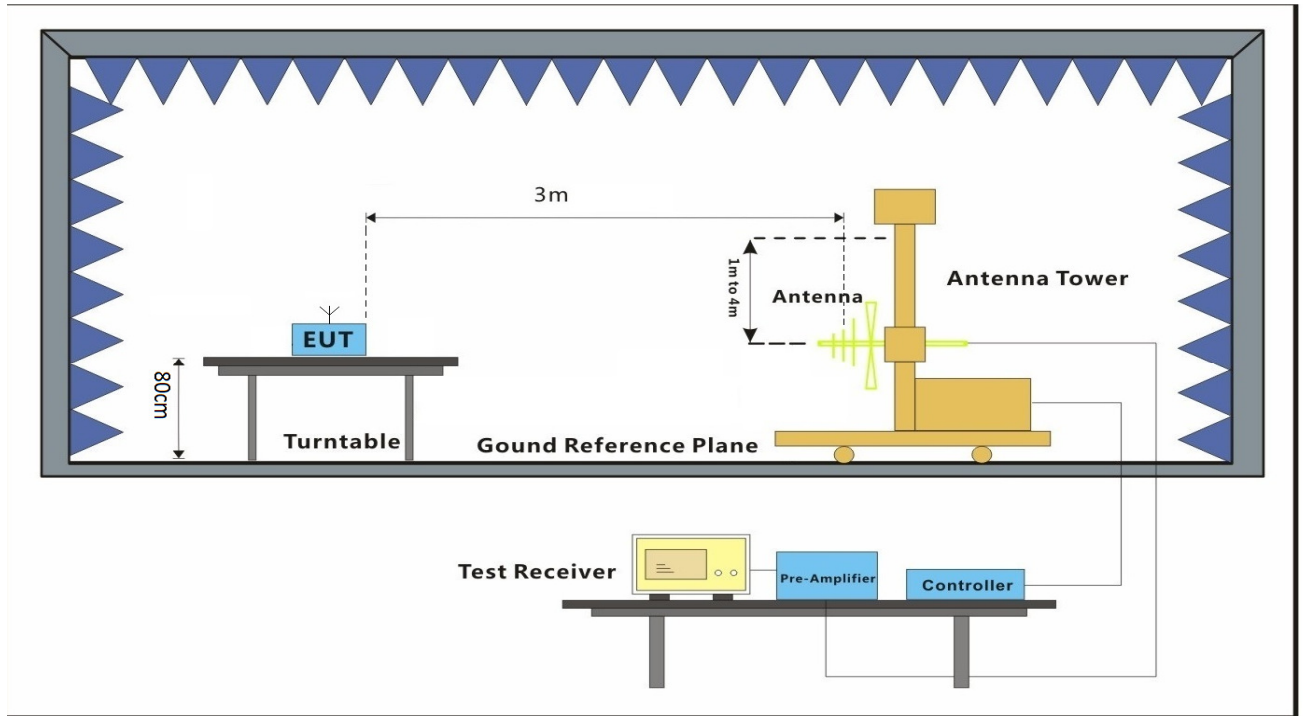 3m
1m to 4m
Antenna Tower
Antenna
EUT
80cm
Turntable
Gound Reference Plane
Test Receiver
Pre-Amplifier
Controller